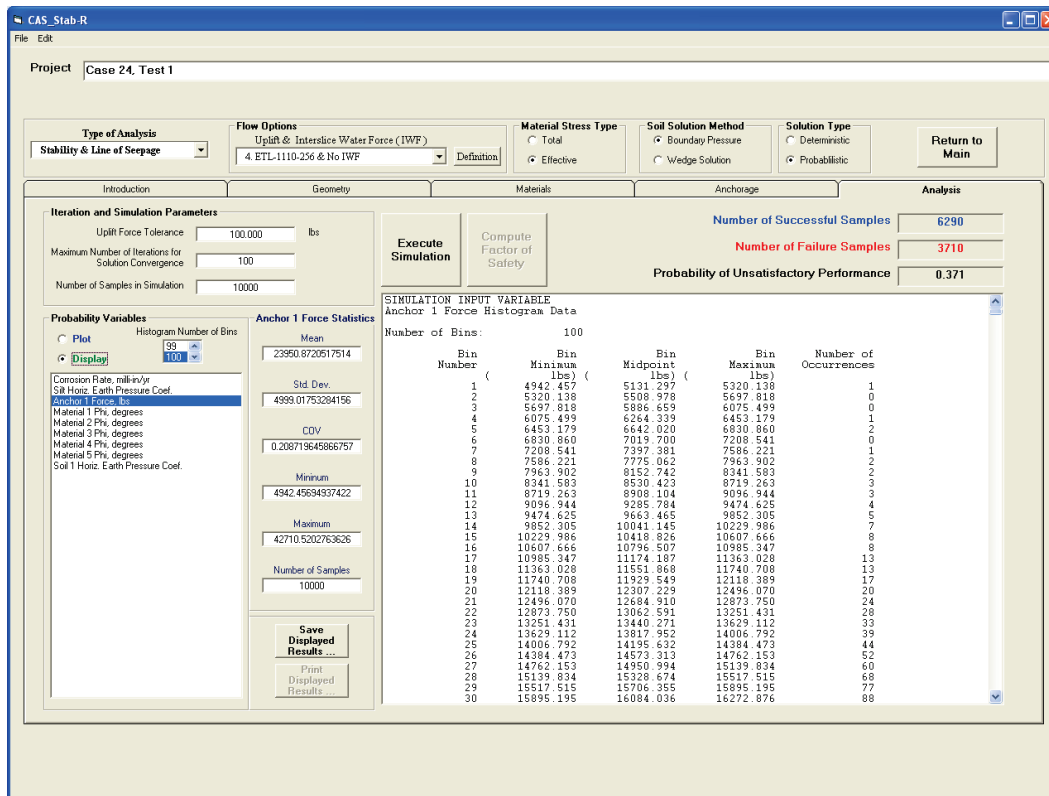 CAS_Stab-R
File Edit
Project Case 24, Test 1
Type of Analysis
Stability & Line of Seepage
Flow Options
Uplift & Interslice Water Force ( IWF )
4. ETL-1110-256 & No IWF
Definition
Material Stress Type
Total
Effective
Soil Solution Method
Boundary Pressure
Wedge Solution
Solution Type
Deterministic
Probabilistic
Return to
Main
Introduction Geometry Materials Anchorage Analysis
Iteration and Simulation Parameters
Uplift Force Tolerance 100.000 lbs
Maximum Number of Iterations for
Solution Convergence 100
Number of Samples in Simulation 10000
Execute
Simulation
Compute
Factor of
Safety
Number of Successful Samples 6290
Number of Failure Samples 3710
Probability of Unsatisfactory Performance 0.371
Probability Variables
Plot
Display
Histogram Number of Bins
99
100
Corrosion Rate, milli-in/yr
Silt Horiz. Earth Pressure Coef.
Anchor 1 Force, lbs
Material 1 Phi, degrees
Material 2 Phi, degrees
Material 3 Phi, degrees
Material 4 Phi, degrees
Material 5 Phi, degrees
Soil 1 Horiz. Earth Pressure Coef.
Anchor 1 Force Statistics
Mean
23950.8720517514
Std. Dev.
4999.01753284156
COV
0.208719645866757
Mininum
4942.45694937422
Maximum
42710.5202763626
Number of Samples
10000
Save
Displayed
Results ...
Print
Displayed
Results ...
SIMULATION INPUT VARIABLE
Anchor 1 Force Histogram Data
Number of Bins: 100
Bin Bin Bin Bin Number of
Number Minimum Midpoint Maximum Occurrences
( lbs) ( lbs) ( lbs)
1 4942.457 5131.297 5320.138 1
2 5320.138 5508.978 5697.818 0
3 5697.818 5886.659 6075.499 0
4 6075.499 6264.339 6453.179 1
5 6453.179 6642.020 6830.860 2
6 6830.860 7019.700 7208.541 0
7 7208.541 7397.381 7586.221 1
8 7586.221 7775.062 7963.902 2
9 7963.902 8152.742 8341.583 2
10 8341.583 8530.423 8719.263 3
11 8719.263 8908.104 9096.944 3
12 9096.944 9285.784 9474.625 4
13 9474.625 9663.465 9852.305 5
14 9852.305 10041.145 10229.986 7
15 10229.986 10418.826 10607.666 8
16 10607.666 10796.507 10985.347 8
17 10985.347 11174.187 11363.028 13
18 11363.028 11551.868 11740.708 13
19 11740.708 11929.549 12118.389 17
20 12118.389 12307.229 12496.070 20
21 12496.070 12684.910 12873.750 24
22 12873.750 13062.591 13251.431 28
23 13251.431 13440.271 13629.112 33
24 13629.112 13817.952 14006.792 39
25 14006.792 14195.632 14384.473 44
26 14384.473 14573.313 14762.153 52
27 14762.153 14950.994 15139.834 60
28 15139.834 15328.674 15517.515 68
29 15517.515 15706.355 15895.195 77
30 15895.195 16084.036 16272.876 88